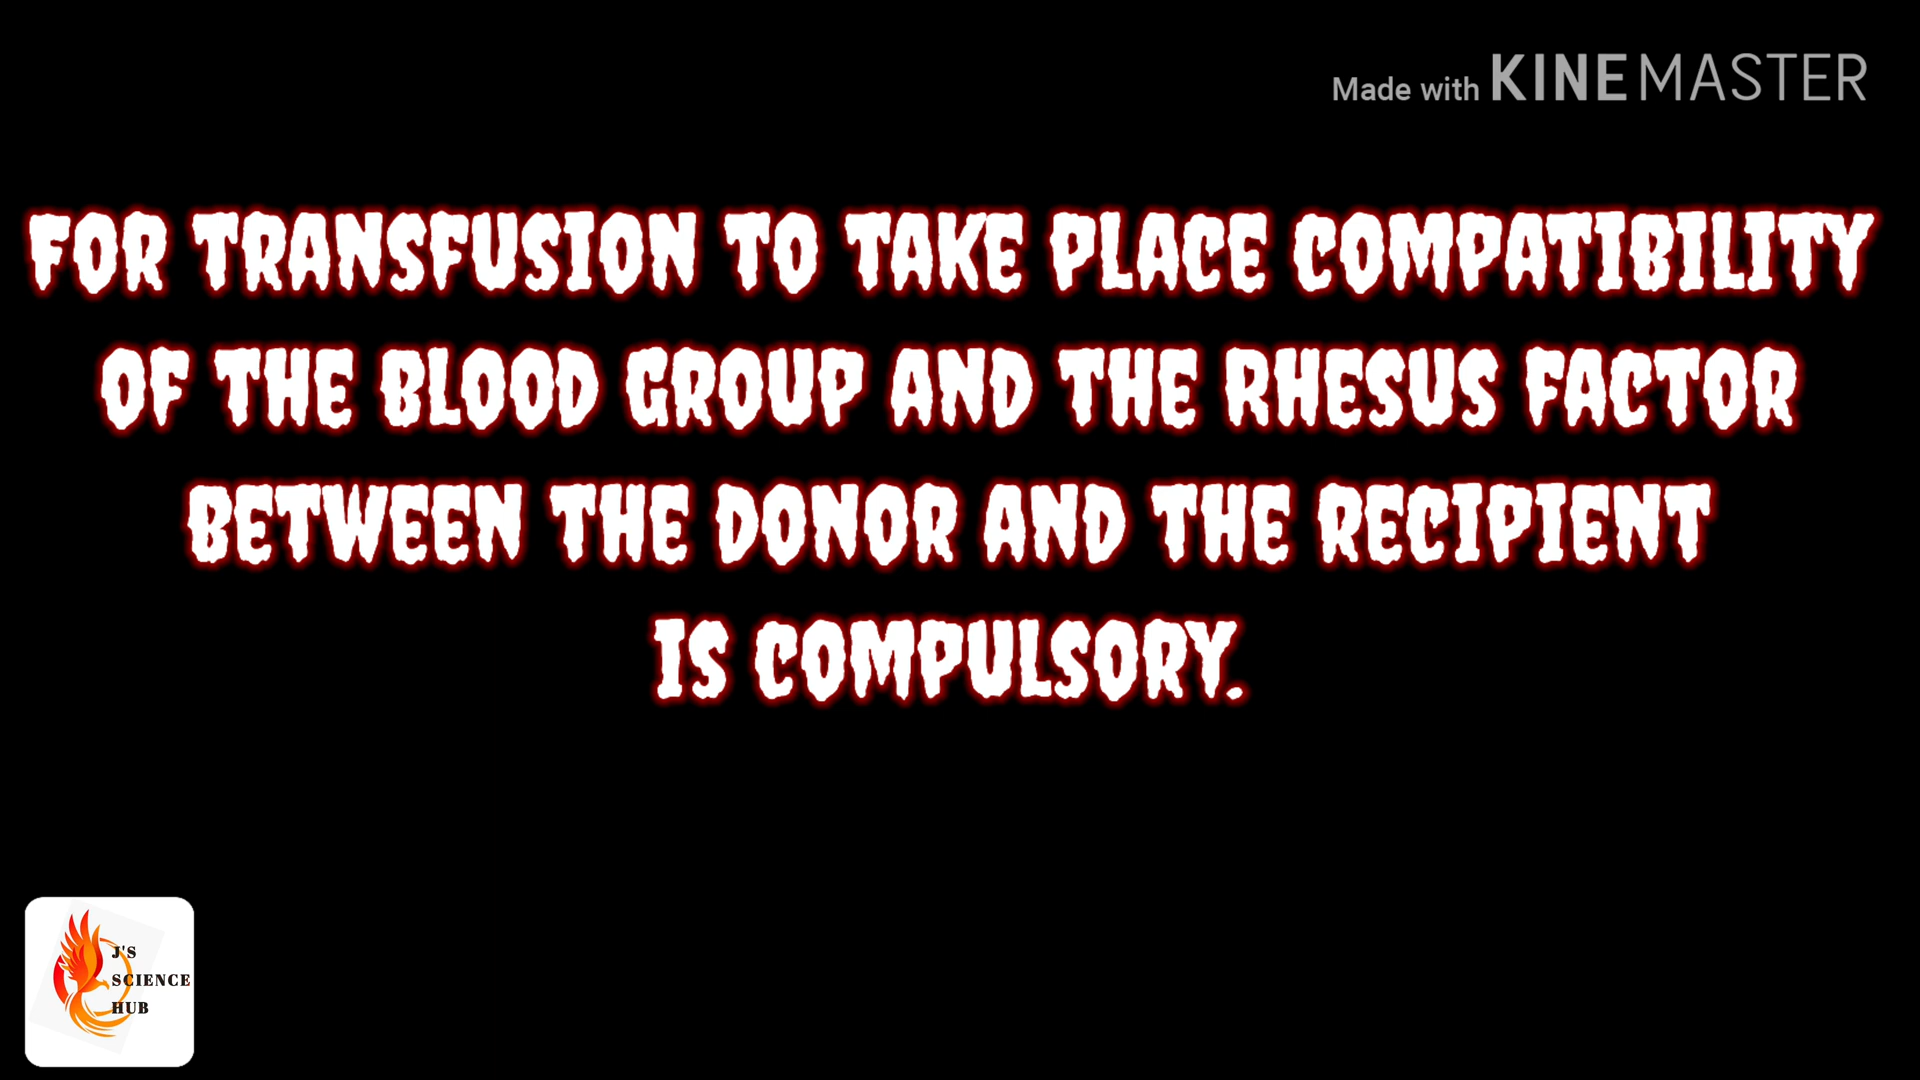 Made with KINEMASTER
FOR TRANSFUSION TO TAKE PLACE COMPATIBILITY
OF THE BLOOD GROUP AND THE RHESUS FACTOR
BETWEEN THE DONOR AND THE RECIPIENT
IS COMPULSORY.
J'S
SCIENCE
HUB